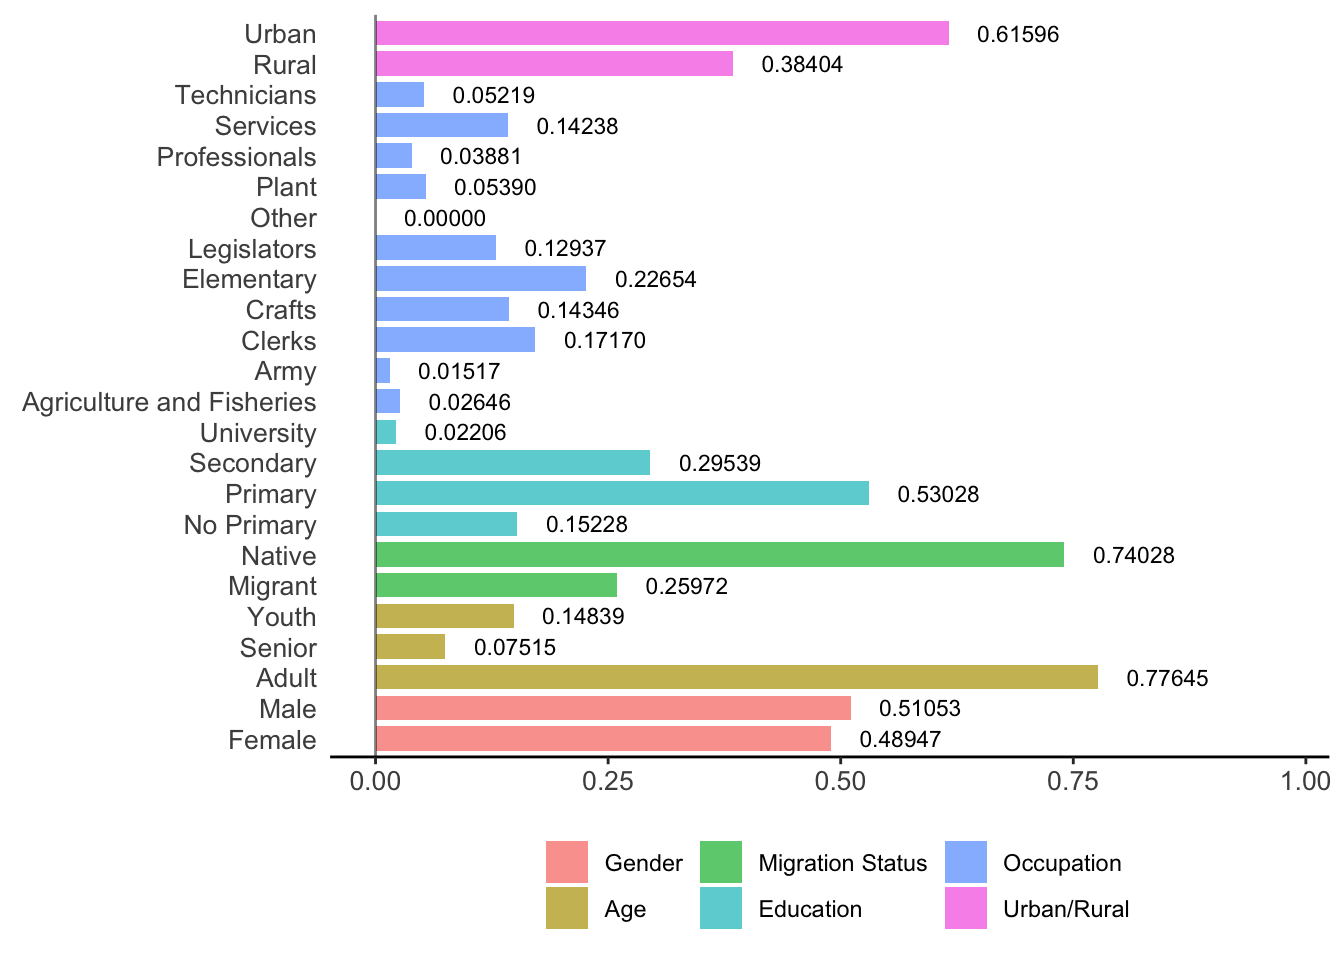 Urban 0.61596
Rural 0.38404
Technicians 0.05219
Services 0.14238
Professionals 0.03881
Plant 0.05390
Other 0.00000
Legislators 0.12937
Elementary 0.22654
Crafts 0.14346
Clerks 0.17170
Army 0.01517
Agriculture and Fisheries 0.02646
University 0.02206
Secondary 0.29539
Primary 0.53028
No Primary 0.15228
Native 0.74028
Migrant 0.25972
Youth 0.14839
Senior 0.07515
Adult 0.77645
Male 0.51053
Female 0.48947
0.00 0.25 0.50 0.75 1.00
Gender Migration Status Occupation
Age Education Urban/Rural